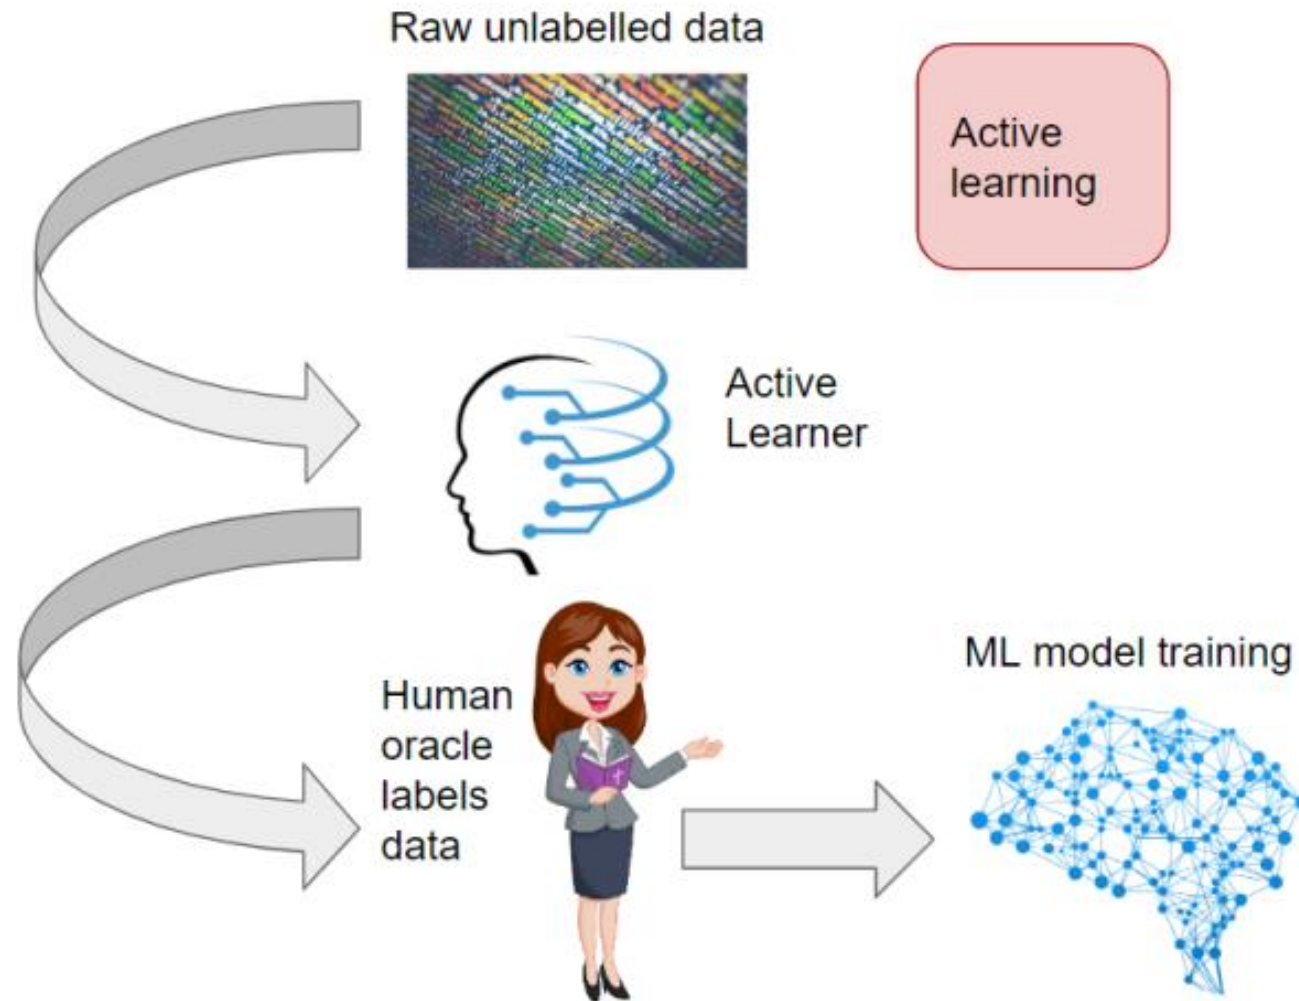 Raw unlabelled data
Active
learning
Active
Learner
Human
oracle
labels
data
ML model training